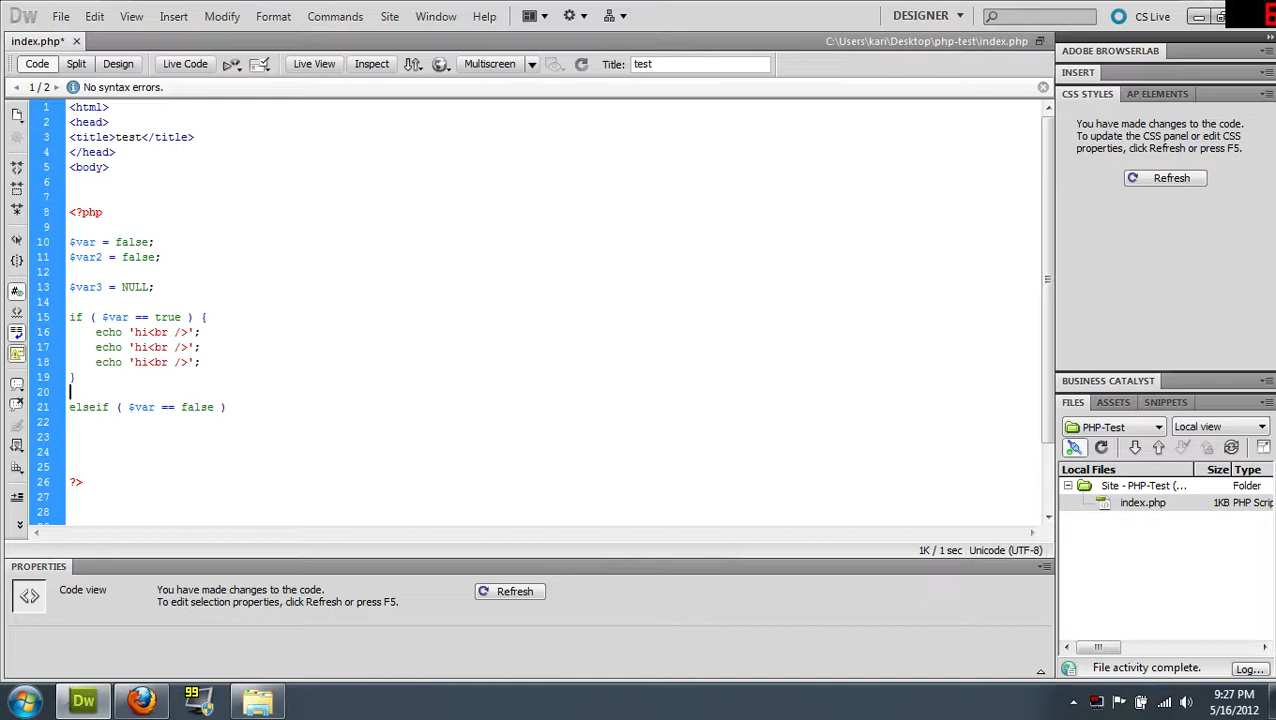 Dw File Edit View Insert Modify Format Commands Site Window Help DESIGNER CS Live
index.php* C:\Users\kari\Desktop\php-test\index.php
Code Split Design Live Code Live View Inspect Multiscreen Title: test
1 / 2 No syntax errors.
1 <html>
2 <head>
3 <title>test</title>
4 </head>
5 <body>
6
7
8 <?php
9
10 $var = false;
11 $var2 = false;
12
13 $var3 = NULL;
14
15 if ( $var == true ) {
16 echo 'hi<br />';
17 echo 'hi<br />';
18 echo 'hi<br />';
19 }
20
21 elseif ( $var == false )
22
23
24
25
26 ?>
27
28
1K / 1 sec Unicode (UTF-8)
PROPERTIES
Code view You have made changes to the code.
To edit selection properties, click Refresh or press F5.
Refresh
ADOBE BROWSERLAB
INSERT
CSS STYLES AP ELEMENTS
You have made changes to the code.
To update the CSS panel or edit CSS
properties, click Refresh or press F5.
Refresh
BUSINESS CATALYST
FILES ASSETS SNIPPETS
PHP-Test Local view
Local Files Size Type
Site - PHP-Test (... Folder
index.php 1KB PHP Scrip
File activity complete. Log...
Dw 99 9:27 PM
5/16/2012